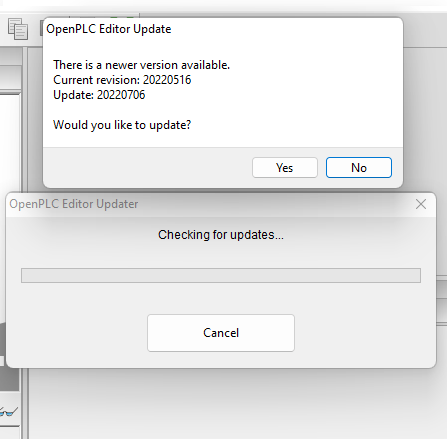 OpenPLC Editor Update
There is a newer version available.
Current revision: 20220516
Update: 20220706
Would you like to update?
Yes
No
OpenPLC Editor Updater
Checking for updates...
Cancel